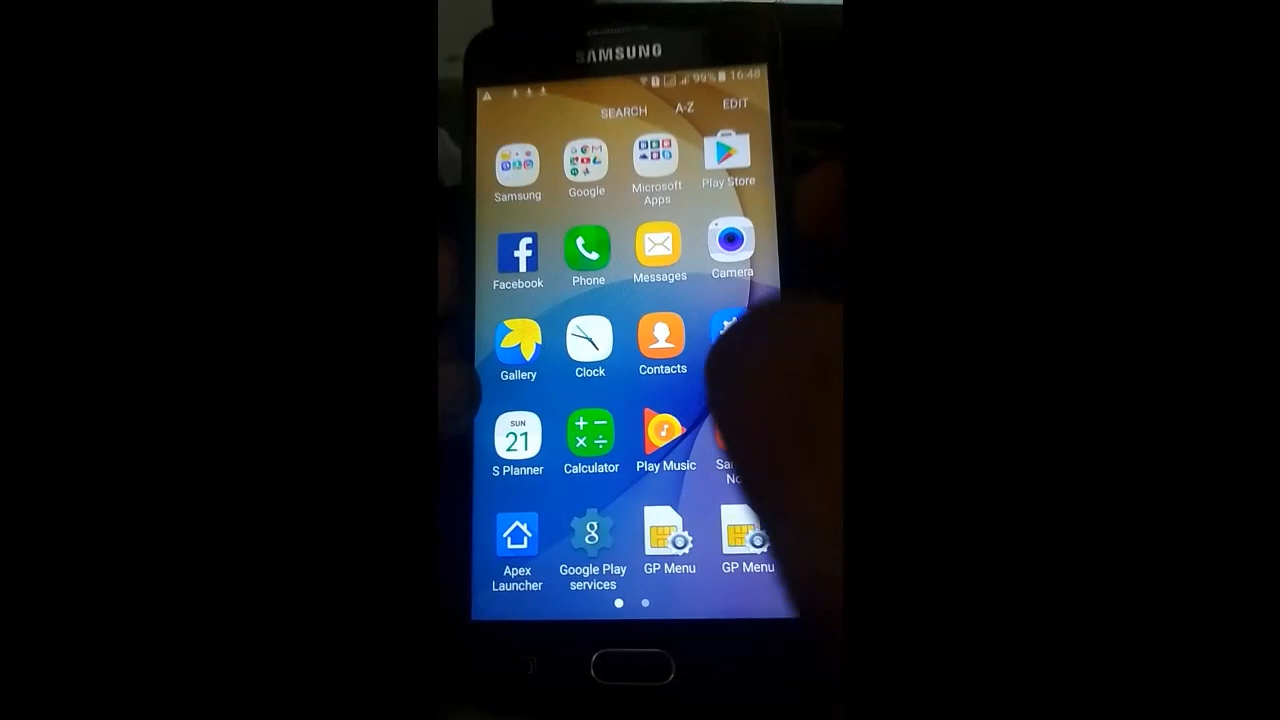 SAMSUNG
99% 16:48
SEARCH A-Z EDIT
Samsung Google Microsoft Apps Play Store
Facebook Phone Messages Camera
Gallery Clock Contacts
SUN
21
S Planner Calculator Play Music
g
Apex Launcher Google Play services GP Menu GP Menu